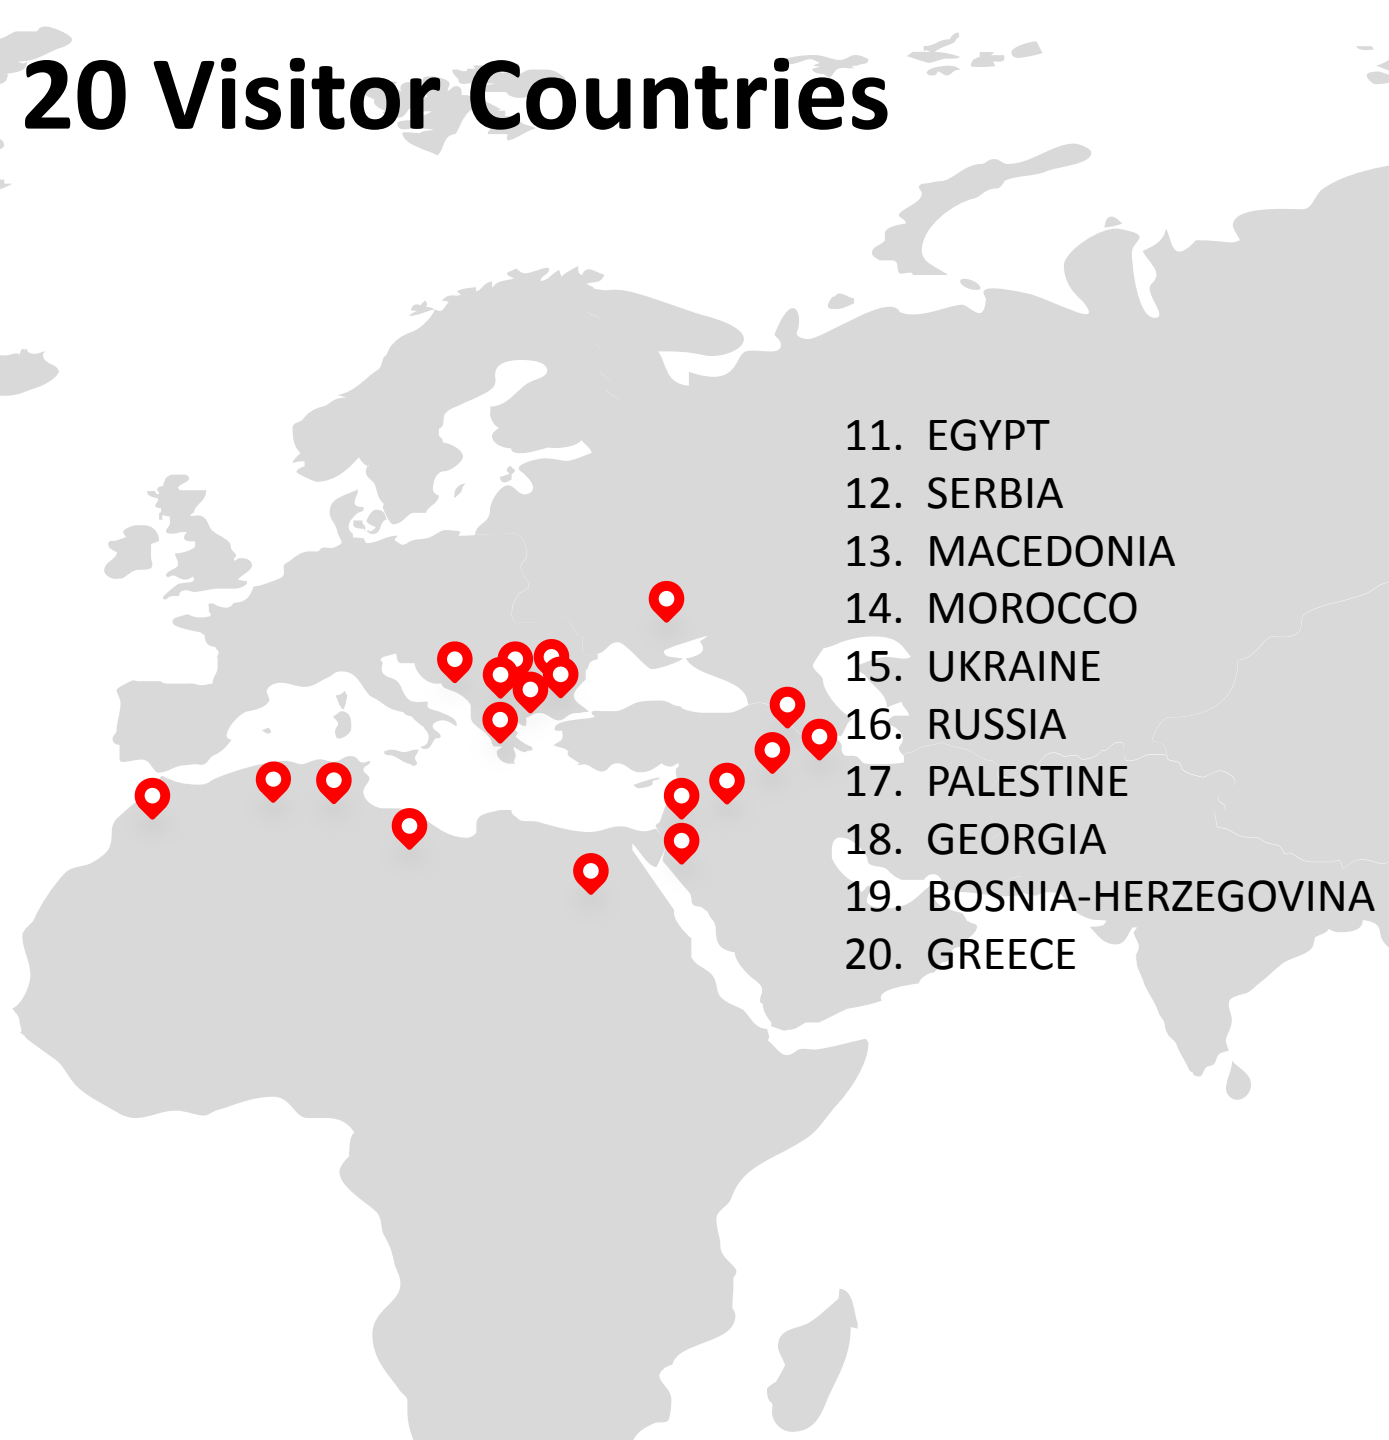 20 Visitor Countries
11. EGYPT
12. SERBIA
13. MACEDONIA
14. MOROCCO
15. UKRAINE
16. RUSSIA
17. PALESTINE
18. GEORGIA
19. BOSNIA-HERZEGOVINA
20. GREECE